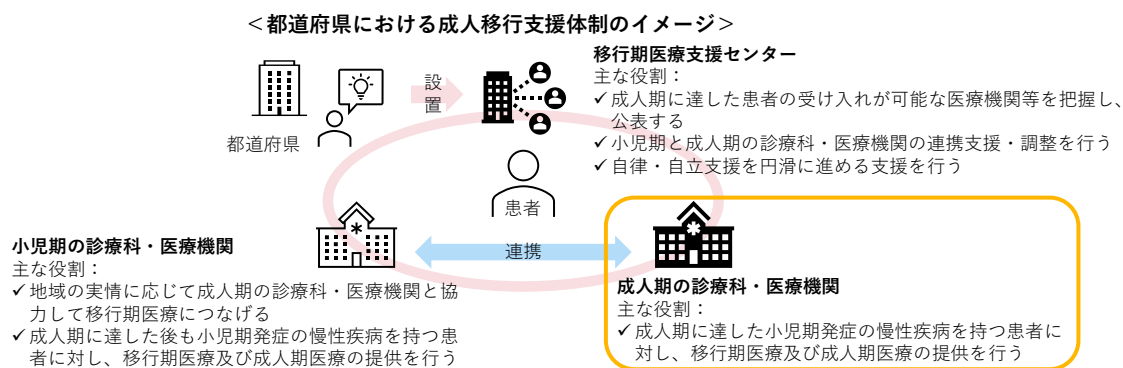 ＜都道府県における成人移行支援体制のイメージ＞
都道府県
設置
移行期医療支援センター
主な役割：
✓成人期に達した患者の受け入れが可能な医療機関等を把握し、
公表する
✓小児期と成人期の診療科・医療機関の連携支援・調整を行う
✓自律・自立支援を円滑に進める支援を行う
患者
連携
小児期の診療科・医療機関
主な役割：
✓地域の実情に応じて成人期の診療科・医療機関と協
力して移行期医療につなげる
✓成人期に達した後も小児期発症の慢性疾病を持つ患
者に対し、移行期医療及び成人期医療の提供を行う
成人期の診療科・医療機関
主な役割：
✓成人期に達した小児期発症の慢性疾病を持つ患者に
対し、移行期医療及び成人期医療の提供を行う